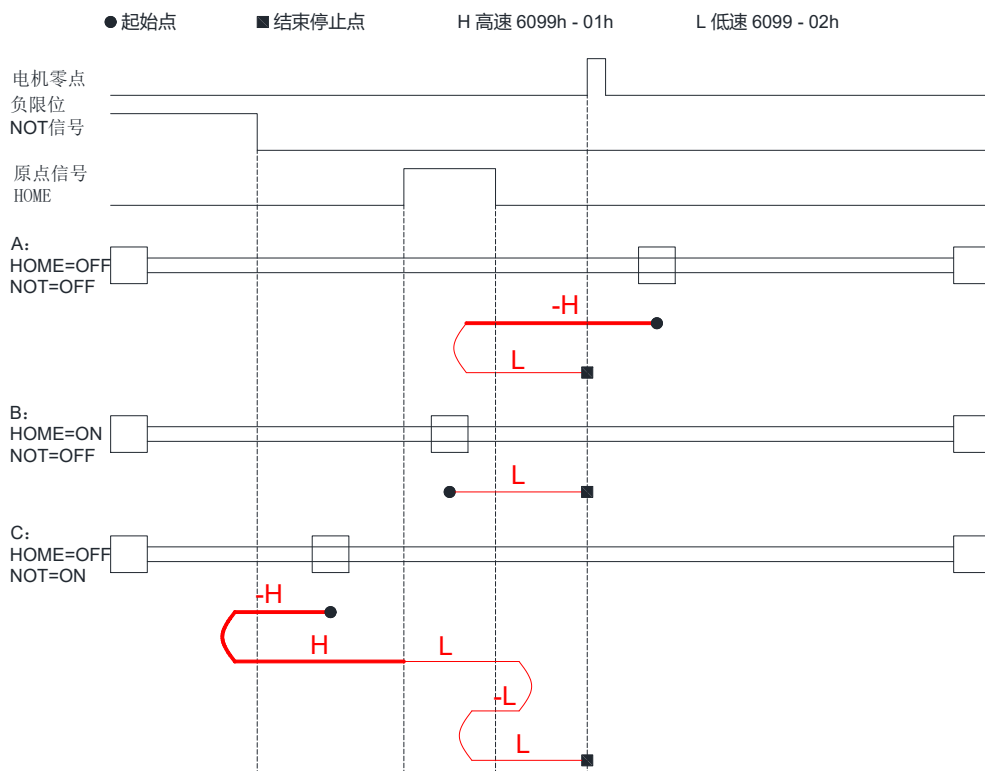 起始点
结束停止点
H 高速 6099h - 01h
L 低速 6099 - 02h
电机零点
负限位
NOT信号
原点信号
HOME
A:
HOME=OFF
NOT=OFF
-H
L
B:
HOME=ON
NOT=OFF
L
C:
HOME=OFF
NOT=ON
-H
H
L
-L
L